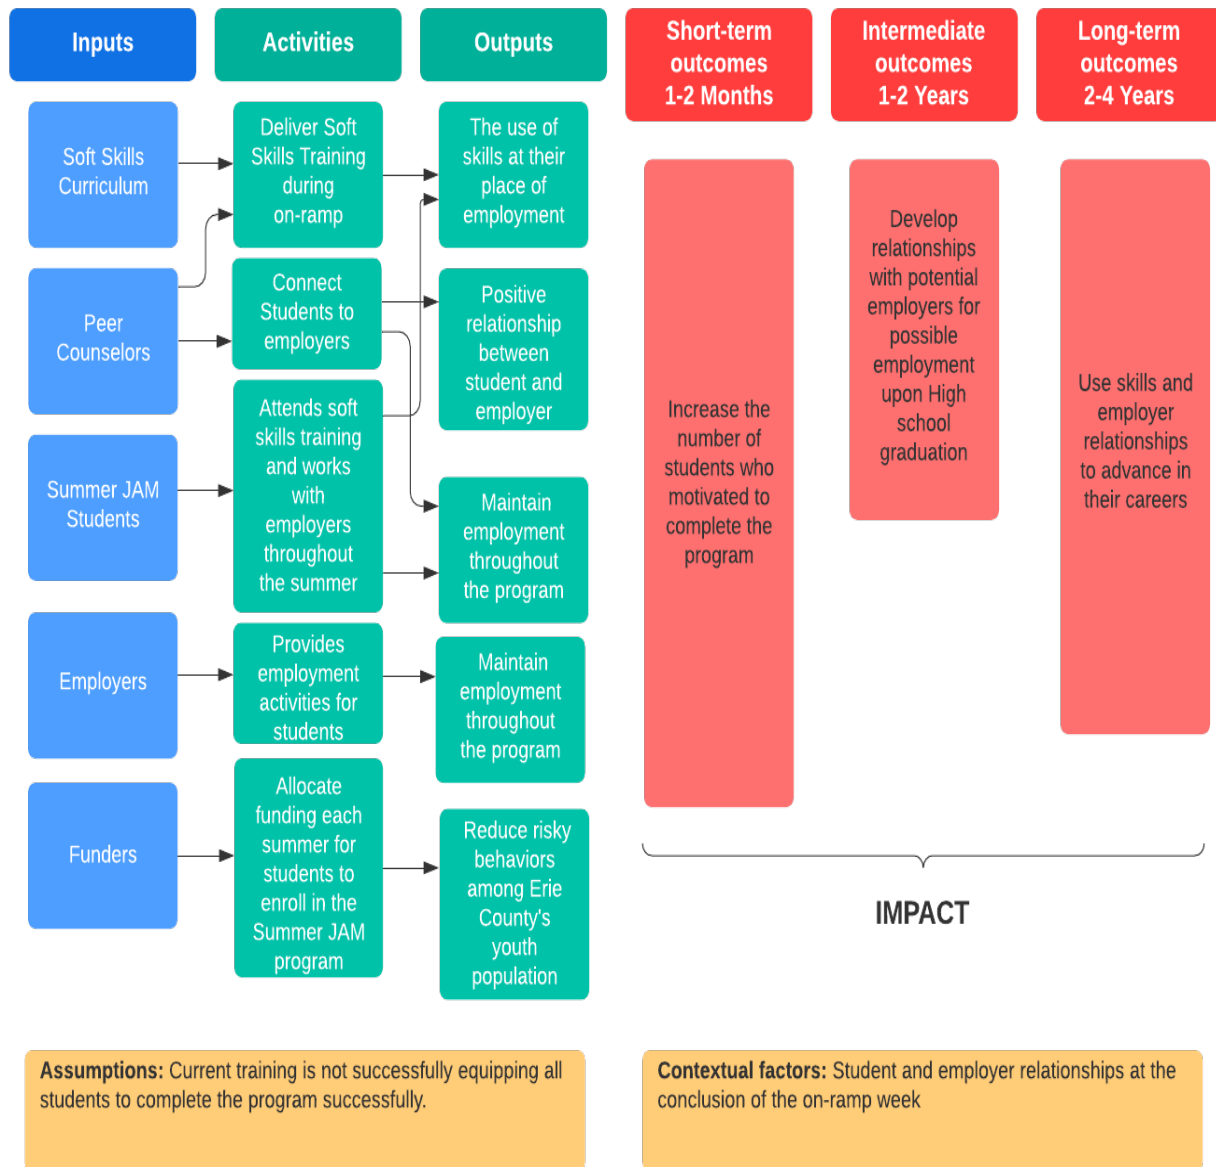 Inputs
Activities
Outputs
Short-term
outcomes
1-2 Months
Intermediate
outcomes
1-2 Years
Long-term
outcomes
2-4 Years
Soft Skills
Curriculum
Peer
Counselors
Summer JAM
Students
Employers
Funders
Deliver Soft
Skills Training
during
on-ramp
Connect
Students to
employers
Attends soft
skills training
and works
with
employers
throughout
the summer
Provides
employment
activities for
students
Allocate
funding each
summer for
students to
enroll in the
Summer JAM
program
The use of
skills at their
place of
employment
Positive
relationship
between
student and
employer
Maintain
employment
throughout
the program
Maintain
employment
throughout
the program
Reduce risky
behaviors
among Erie
County's
youth
population
Increase the
number of
students who
motivated to
complete the
program
Develop
relationships
with potential
employers for
possible
employment
upon High
school
graduation
Use skills and
employer
relationships
to advance in
their careers
IMPACT
Assumptions: Current training is not successfully equipping all
students to complete the program successfully.
Contextual factors: Student and employer relationships at the
conclusion of the on-ramp week